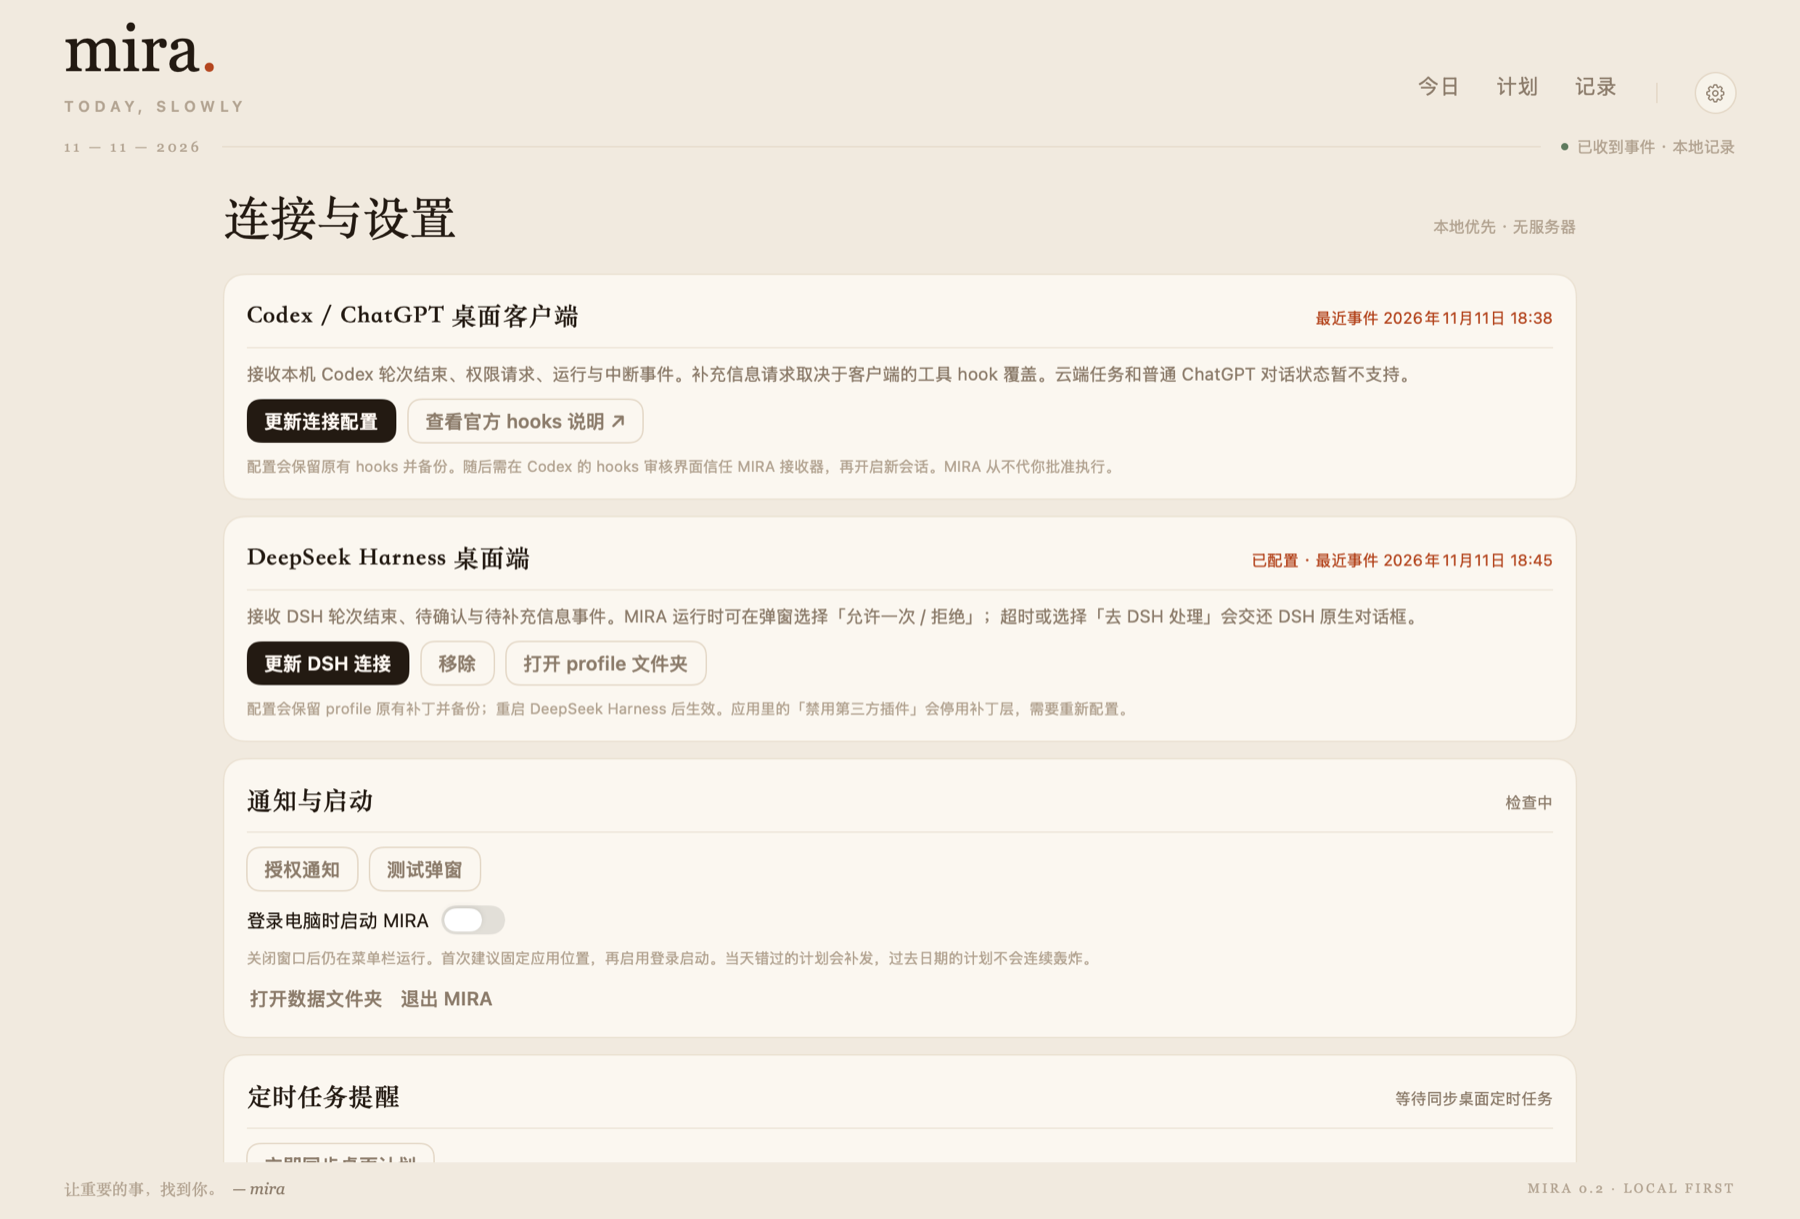 mira.
TODAY, SLOWLY
今日 计划 记录
11 — 11 — 2026
已收到事件 · 本地记录
连接与设置
本地优先 · 无服务器
Codex / ChatGPT 桌面客户端
最近事件 2026年11月11日 18:38
接收本机 Codex 轮次结束、权限请求、运行与中断事件。补充信息请求取决于客户端的工具 hook 覆盖。云端任务和普通 ChatGPT 对话状态暂不支持。
更新连接配置 查看官方 hooks 说明 ↗
配置会保留原有 hooks 并备份。随后需在 Codex 的 hooks 审核界面信任 MIRA 接收器，再开启新会话。MIRA 从不代你批准执行。
DeepSeek Harness 桌面端
已配置 · 最近事件 2026年11月11日 18:45
接收 DSH 轮次结束、待确认与待补充信息事件。MIRA 运行时可在弹窗选择「允许一次 / 拒绝」；超时或选择「去 DSH 处理」会交还 DSH 原生对话框。
更新 DSH 连接 移除 打开 profile 文件夹
配置会保留 profile 原有补丁并备份；重启 DeepSeek Harness 后生效。应用里的「禁用第三方插件」会停用补丁层，需要重新配置。
通知与启动
检查中
授权通知 测试弹窗
登录电脑时启动 MIRA
关闭窗口后仍在菜单栏运行。首次建议固定应用位置，再启用登录启动。当天错过的计划会补发，过去日期的计划不会连续轰炸。
打开数据文件夹 退出 MIRA
定时任务提醒
等待同步桌面定时任务
让重要的事，找到你。 — mira
MIRA 0.2 · LOCAL FIRST